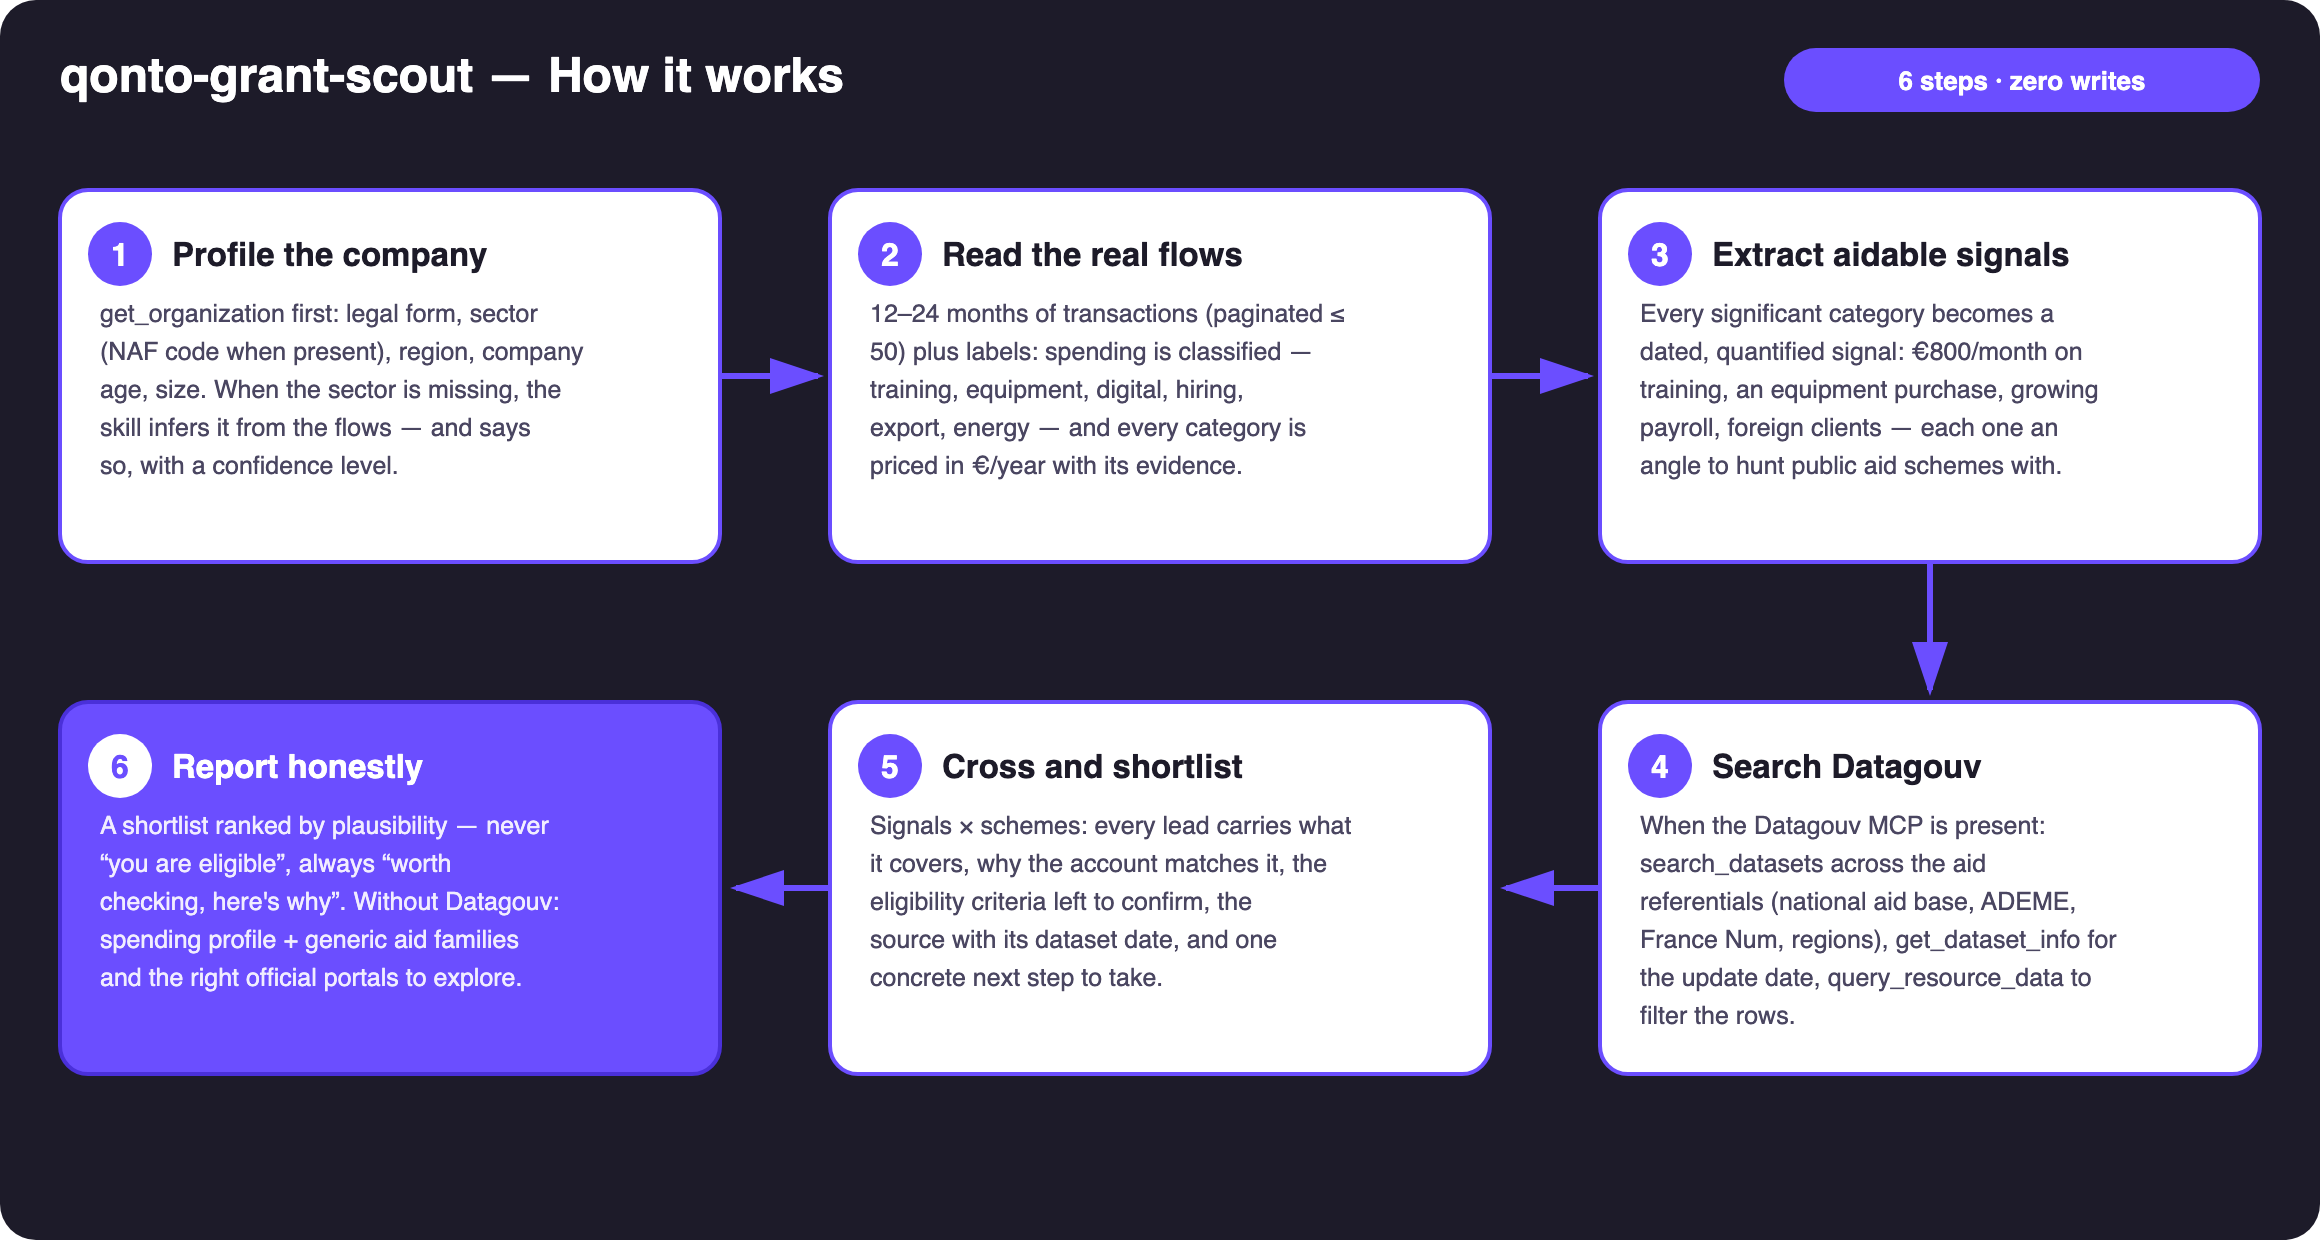 qonto-grant-scout — How it works
6 steps · zero writes
1 Profile the company
get_organization first: legal form, sector
(NAF code when present), region, company
age, size. When the sector is missing, the
skill infers it from the flows — and says
so, with a confidence level.
2 Read the real flows
12–24 months of transactions (paginated ≤
50) plus labels: spending is classified —
training, equipment, digital, hiring,
export, energy — and every category is
priced in €/year with its evidence.
3 Extract aidable signals
Every significant category becomes a
dated, quantified signal: €800/month on
training, an equipment purchase, growing
payroll, foreign clients — each one an
angle to hunt public aid schemes with.
4 Search Datagouv
When the Datagouv MCP is present:
search_datasets across the aid
referentials (national aid base, ADEME,
France Num, regions), get_dataset_info for
the update date, query_resource_data to
filter the rows.
5 Cross and shortlist
Signals × schemes: every lead carries what
it covers, why the account matches it, the
eligibility criteria left to confirm, the
source with its dataset date, and one
concrete next step to take.
6 Report honestly
A shortlist ranked by plausibility — never
“you are eligible”, always “worth
checking, here's why”. Without Datagouv:
spending profile + generic aid families
and the right official portals to explore.